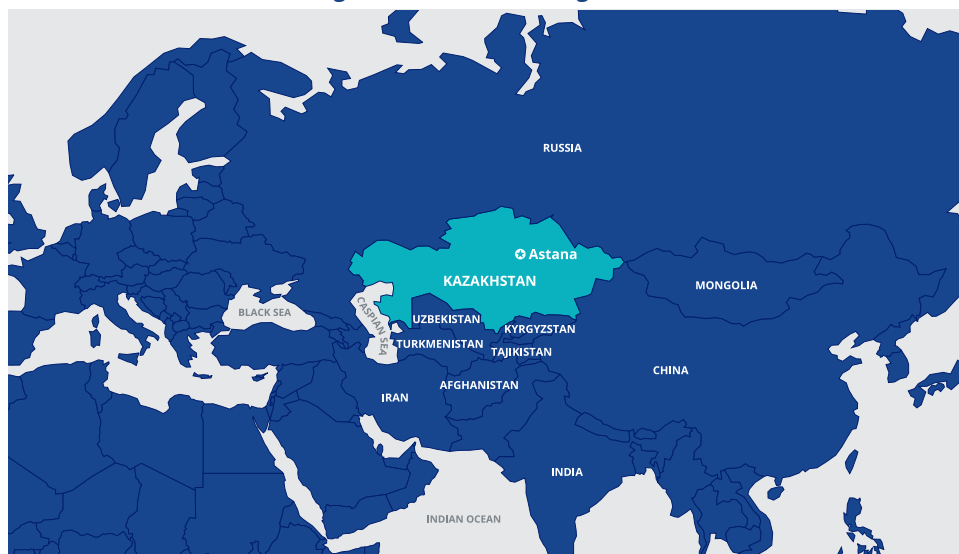 RUSSIA
Astana
KAZAKHSTAN
MONGOLIA
BLACK SEA
CASPIAN SEA
UZBEKISTAN
KYRGYZSTAN
TURKMENISTAN
TAJIKISTAN
CHINA
AFGHANISTAN
IRAN
INDIA
INDIAN OCEAN